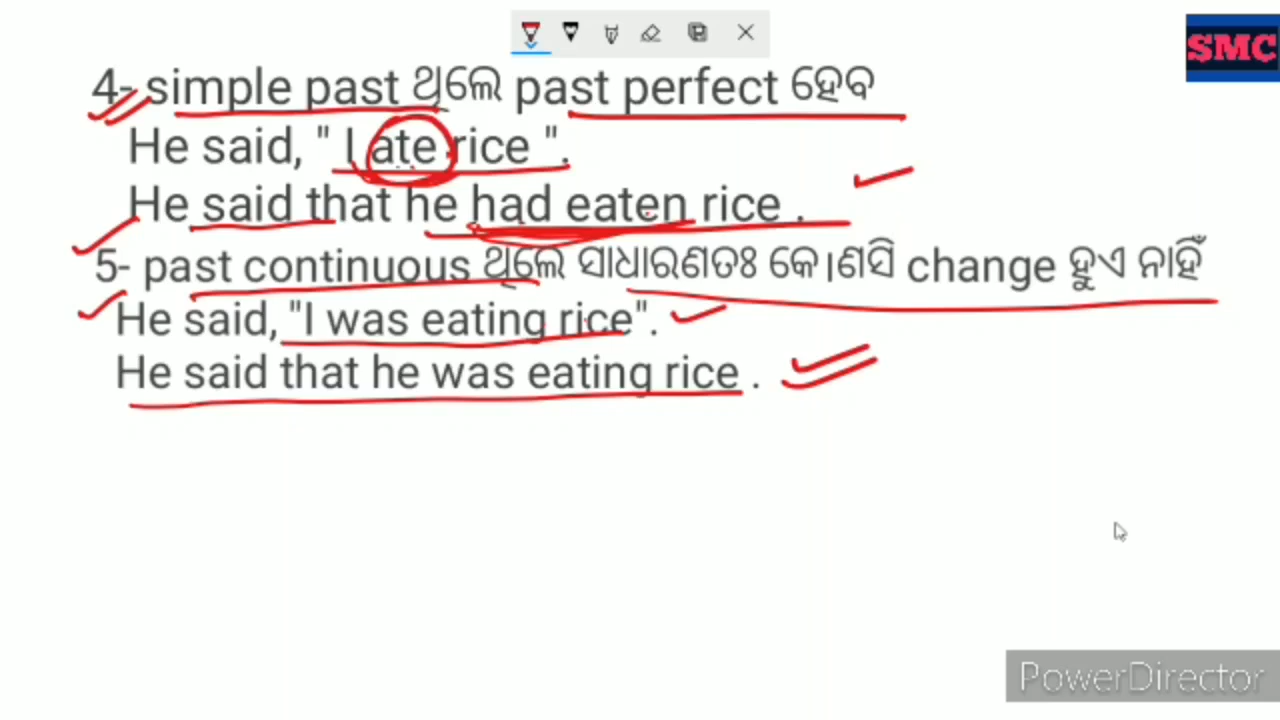 SMC
4- simple past ଥିଲେ past perfect ହେବ
He said, " I ate rice ".
He said that he had eaten rice .
5- past continuous ଥିଲେ ସାଧାରଣତଃ କୋଣସି change ହୁଏ ନାହିଁ
He said, "I was eating rice".
He said that he was eating rice .
PowerDirector